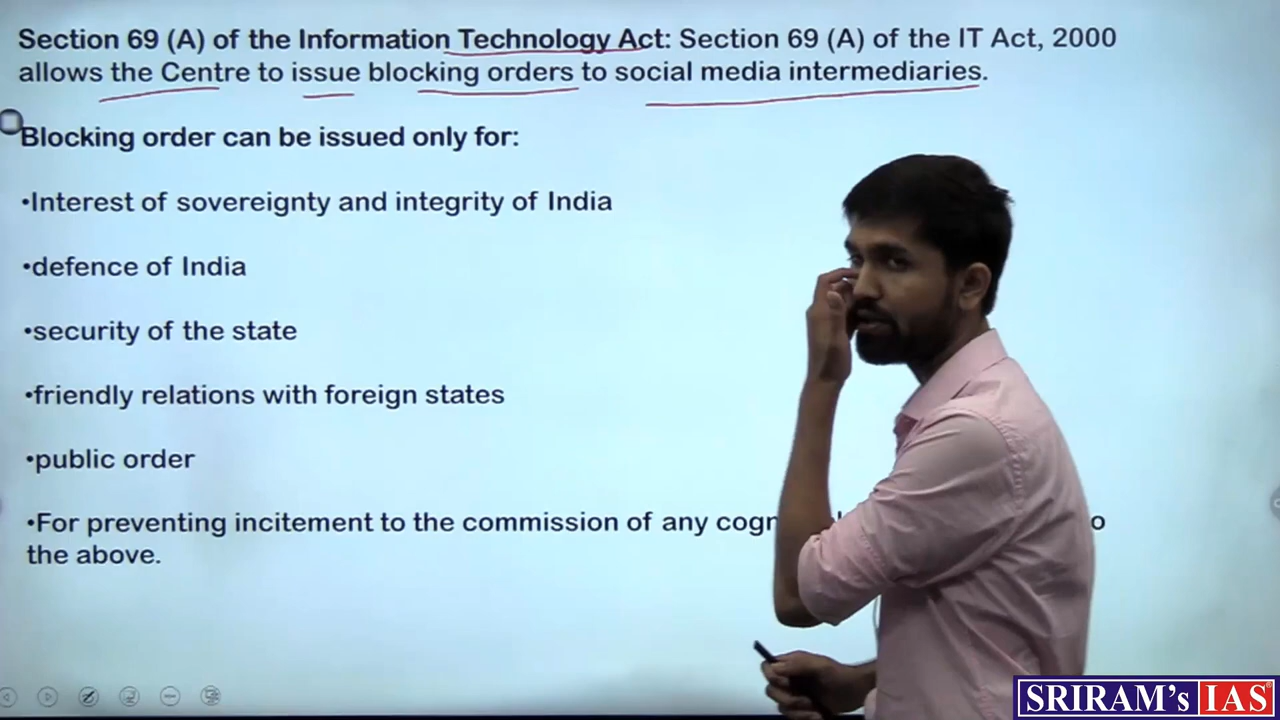 Section 69 (A) of the Information Technology Act: Section 69 (A) of the IT Act, 2000
allows the Centre to issue blocking orders to social media intermediaries.
Blocking order can be issued only for:
•Interest of sovereignty and integrity of India
•defence of India
•security of the state
•friendly relations with foreign states
•public order
•For preventing incitement to the commission of any
the above.
SRIRAM's IAS